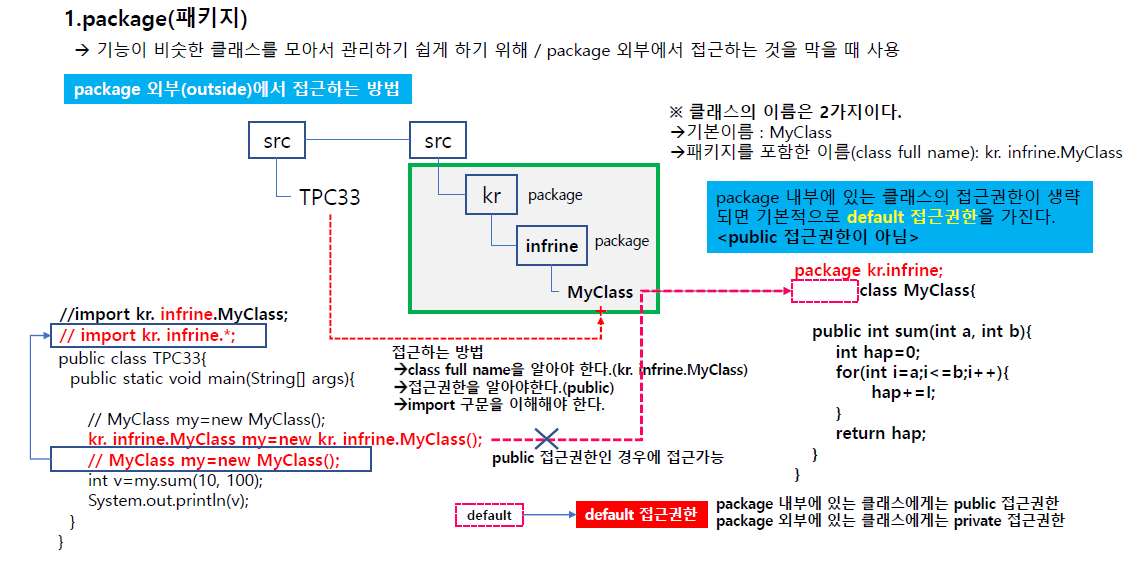 1.package(패키지)
→ 기능이 비슷한 클래스를 모아서 관리하기 쉽게 하기 위해 / package 외부에서 접근하는 것을 막을 때 사용
package 외부(outside)에서 접근하는 방법
※ 클래스의 이름은 2가지이다.
→기본이름 : MyClass
→패키지를 포함한 이름(class full name): kr. infrine.MyClass
src
src
TPC33
kr
package
infrine
package
MyClass
package 내부에 있는 클래스의 접근권한이 생략
되면 기본적으로 default 접근권한을 가진다.
<public 접근권한이 아님>
package kr.infrine;
class MyClass{
public int sum(int a, int b){
int hap=0;
for(int i=a;i<=b;i++){
hap+=I;
}
return hap;
}
}
//import kr. infrine.MyClass;
// import kr. infrine.*;
public class TPC33{
public static void main(String[] args){
// MyClass my=new MyClass();
kr. infrine.MyClass my=new kr. infrine.MyClass();
// MyClass my=new MyClass();
int v=my.sum(10, 100);
System.out.println(v);
}
}
접근하는 방법
→class full name을 알아야 한다.(kr. infrine.MyClass)
→접근권한을 알아야한다.(public)
→import 구문을 이해해야 한다.
public 접근권한인 경우에 접근가능
default
default 접근권한
package 내부에 있는 클래스에게는 public 접근권한
package 외부에 있는 클래스에게는 private 접근권한